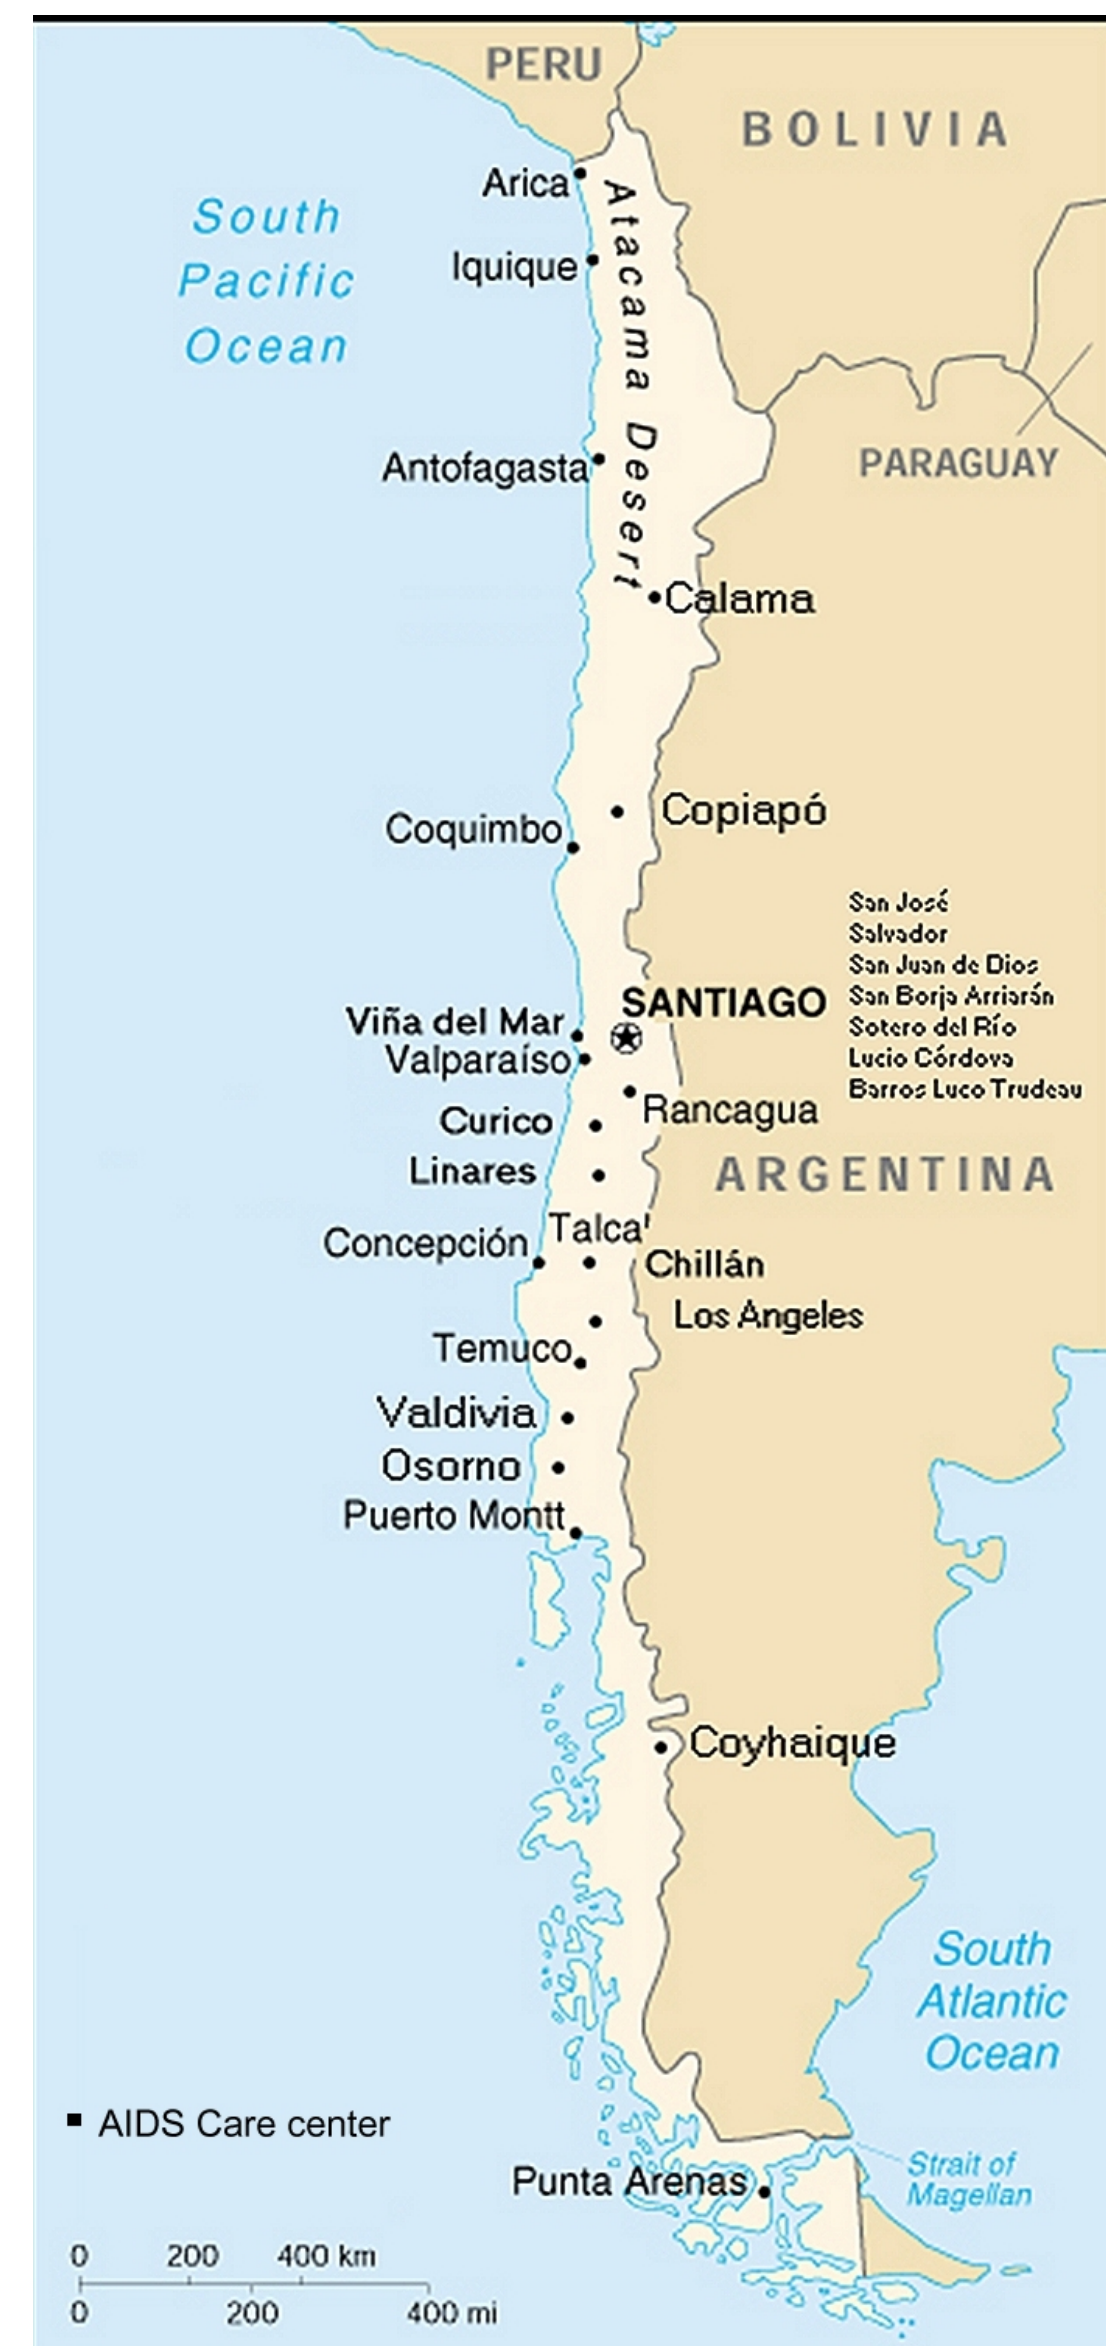 PERU
BOLIVIA
Arica
Atacama Desert
South
Pacific
Ocean
Iquique
PARAGUAY
Antofagasta
Calama
Copiapó
Coquimbo
San José
Salvador
San Juan de Dios
SANTIAGO
San Borja Arriarán
Viña del Mar
Sotero del Río
Valparaíso
Lucio Córdova
Barros Luco Trudeau
Rancagua
Curico
Linares
ARGENTINA
Talca'
Concepción
Chillán
Los Angeles
Temuco
Valdivia
Osorno
Puerto Montt
Coyhaique
South
Atlantic
Ocean
AIDS Care center
Strait of
Magellan
Punta Arenas
0 200 400 km
0 200 400 mi